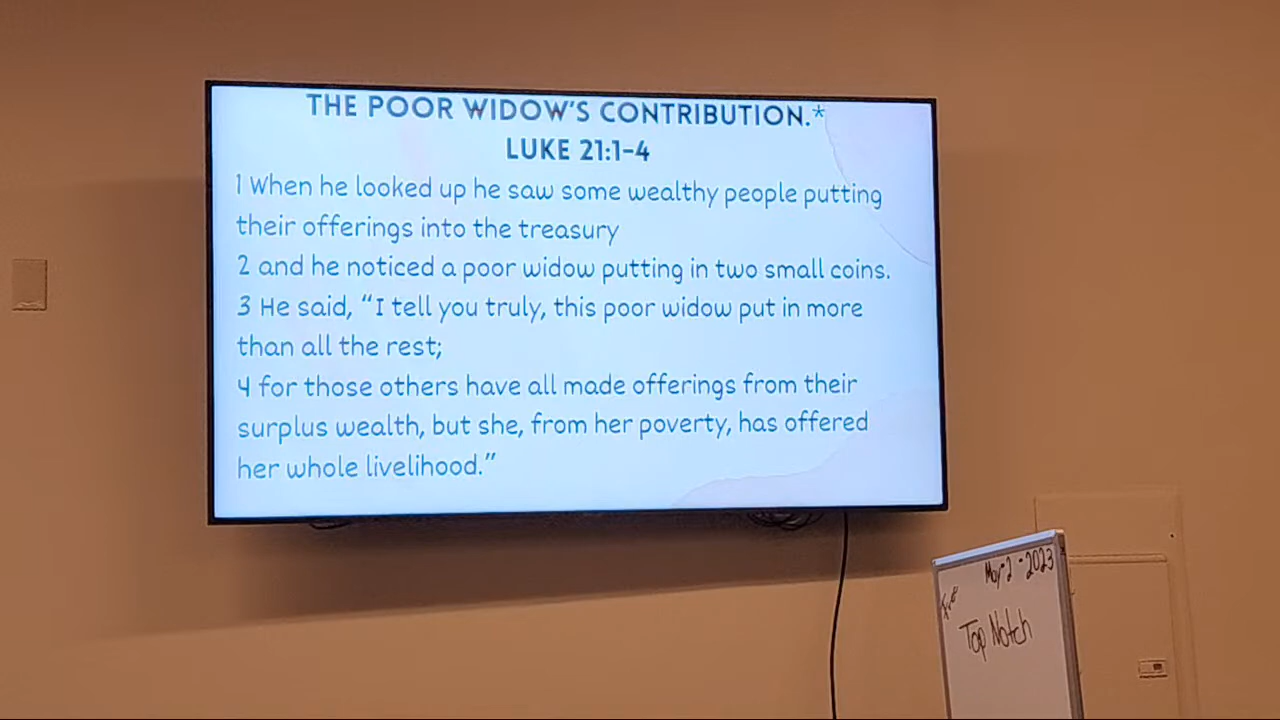 THE POOR WIDOW'S CONTRIBUTION.*
LUKE 21:1-4
1 When he looked up he saw some wealthy people putting
their offerings into the treasury
2 and he noticed a poor widow putting in two small coins.
3 He said, “I tell you truly, this poor widow put in more
than all the rest;
4 for those others have all made offerings from their
surplus wealth, but she, from her poverty, has offered
her whole livelihood.”
May-2-2023
Top Notch